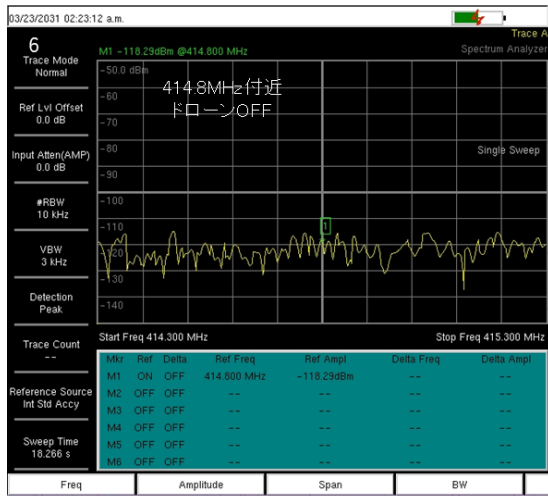 03/23/2031 02:23:12 a.m.
Trace A
Spectrum Analyzer
6
Trace Mode
Normal
Ref Lvl Offset
0.0 dB
Input Atten(AMP)
0.0 dB
#RBW
10 kHz
VBW
3 kHz
Detection
Peak
Trace Count
--
Reference Source
Int Std Accy
Sweep Time
18.266 s
M1 -118.29dBm @414.800 MHz
-50.0 dBm
414.8MHz付近
ドローンOFF
-60
-70
-80
Single Sweep
-90
-100
-110
1
-120
-130
-140
Start Freq 414.300 MHz Stop Freq 415.300 MHz
Mkr Ref Delta Ref Freq Ref Ampl Delta Freq Delta Ampl
M1 ON OFF 414.800 MHz -118.29dBm -- --
M2 OFF OFF -- -- -- --
M3 OFF OFF -- -- -- --
M4 OFF OFF -- -- -- --
M5 OFF OFF -- -- -- --
M6 OFF OFF -- -- -- --
Freq Amplitude Span BW